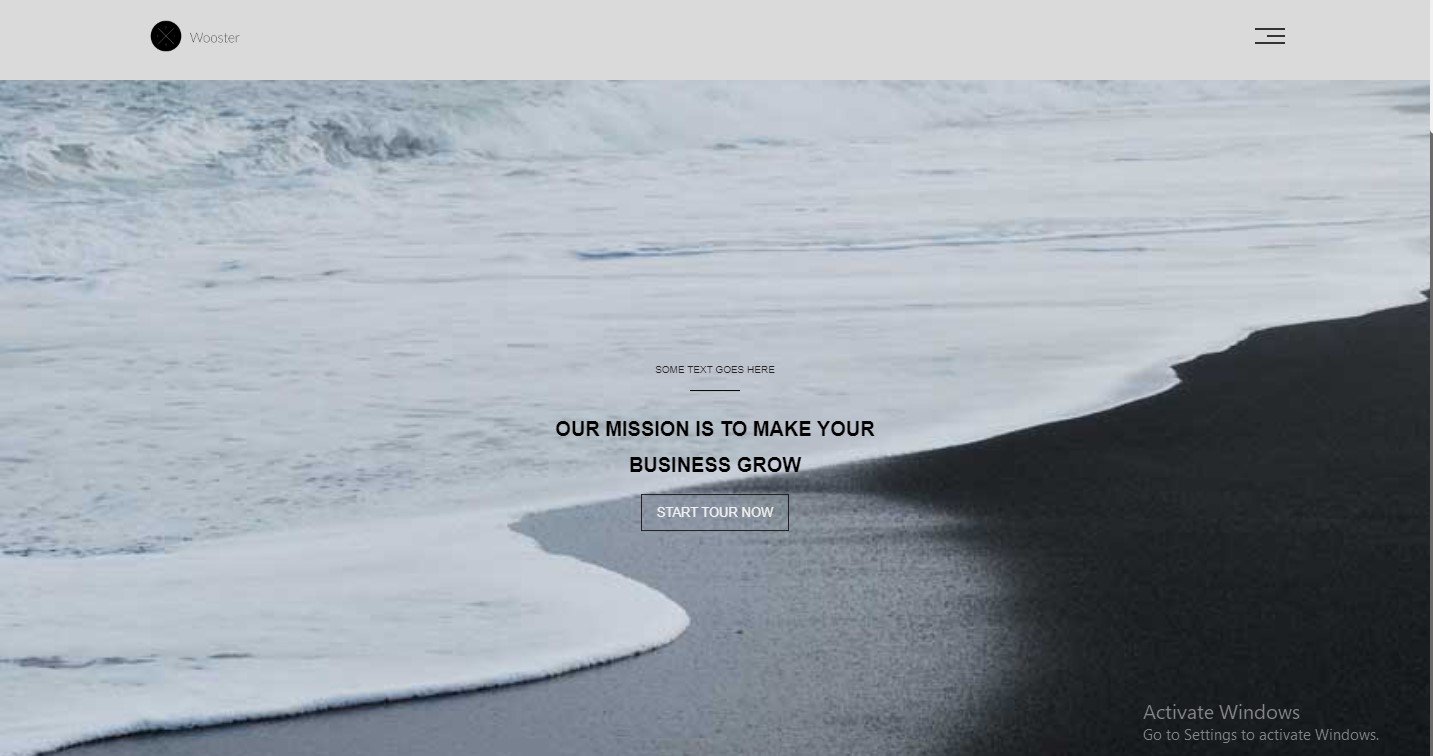 Wooster
SOME TEXT GOES HERE
OUR MISSION IS TO MAKE YOUR
BUSINESS GROW
START TOUR NOW
Activate Windows
Go to Settings to activate Windows.